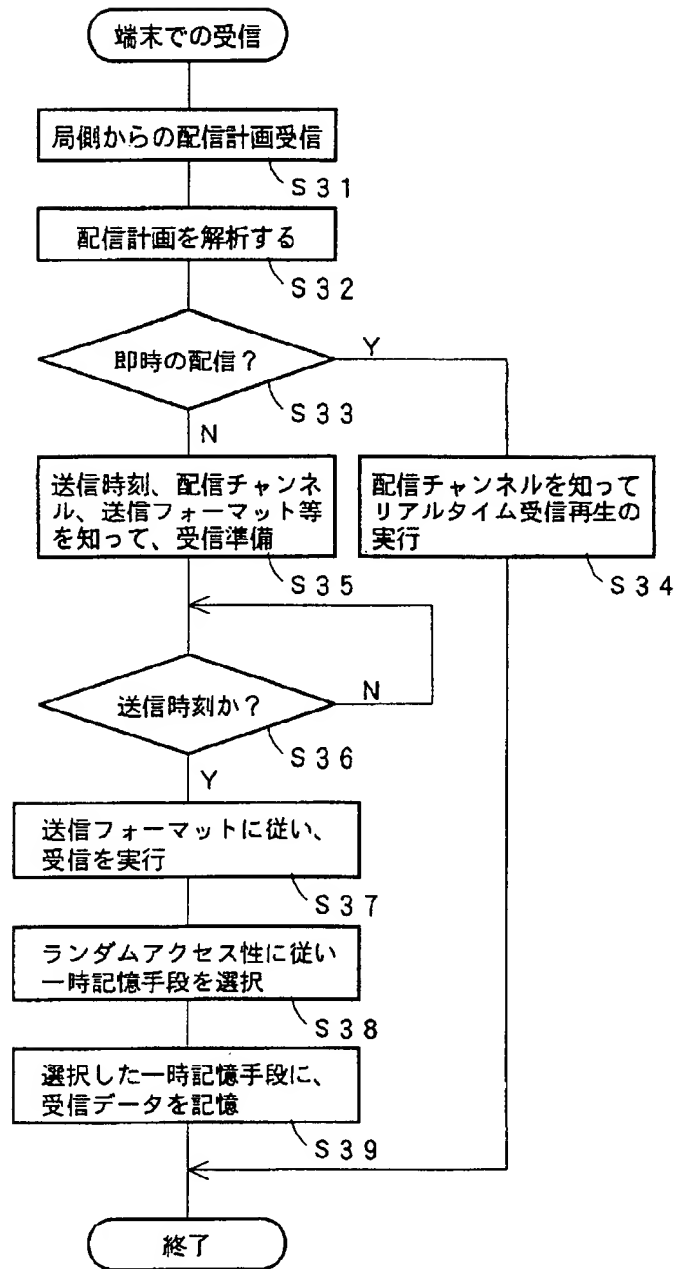 端末での受信
局側からの配信計画受信
S31
配信計画を解析する
S32
即時の配信?
Y
S33
N
送信時刻、配信チャンネ
ル、送信フォーマット等
を知って、受信準備
S35
配信チャンネルを知って
リアルタイム受信再生の
実行
S34
送信時刻か?
N
S36
Y
送信フォーマットに従い、
受信を実行
S37
ランダムアクセス性に従い
一時記憶手段を選択
S38
選択した一時記憶手段に、
受信データを記憶
S39
終了